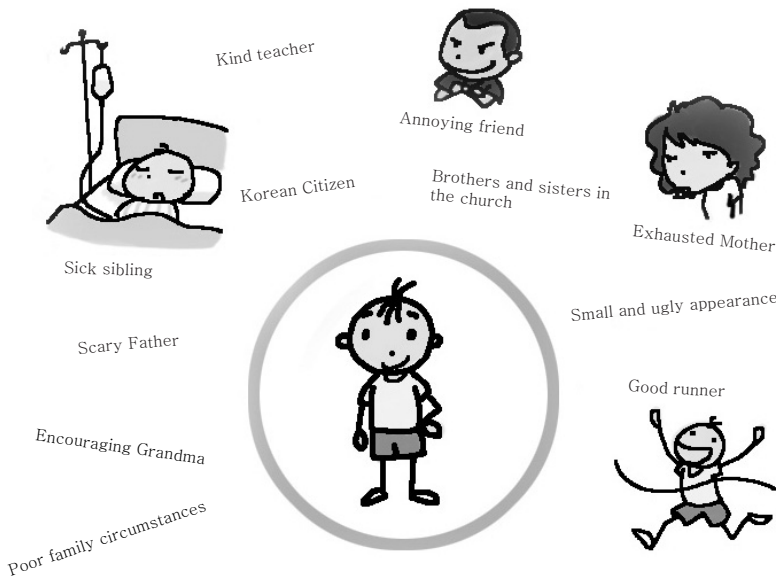 Kind teacher
Annoying friend
Korean Citizen
Brothers and sisters in
the church
Exhausted Mother
Sick sibling
Small and ugly appearance
Scary Father
Good runner
Encouraging Grandma
Poor family circumstances